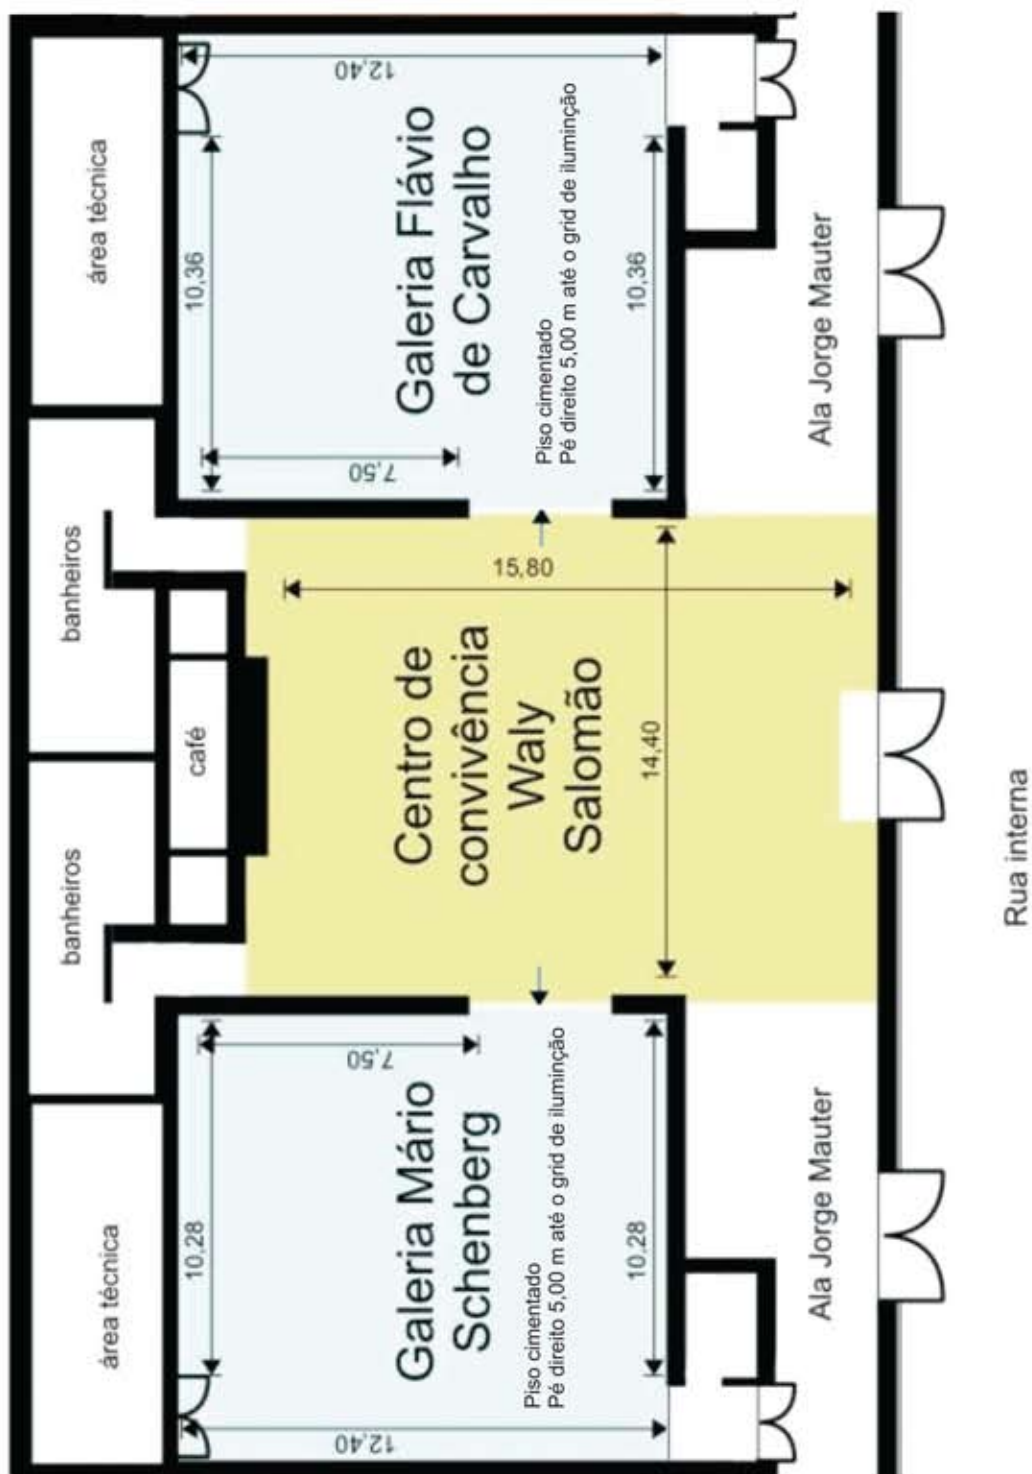 área técnica
banheiros
banheiros
área técnica
café
12,40
10,28
7,50
Galeria Mário
Schenberg
Piso cimentado
Pé direito 5,00 m até o grid de iluminção
10,28
Centro de
convivência
Waly
Salomão
15,80
14,40
10,36
7,50
12,40
Galeria Flávio
de Carvalho
Piso cimentado
Pé direito 5,00 m até o grid de iluminção
10,36
Ala Jorge Mauter
Ala Jorge Mauter
Rua interna